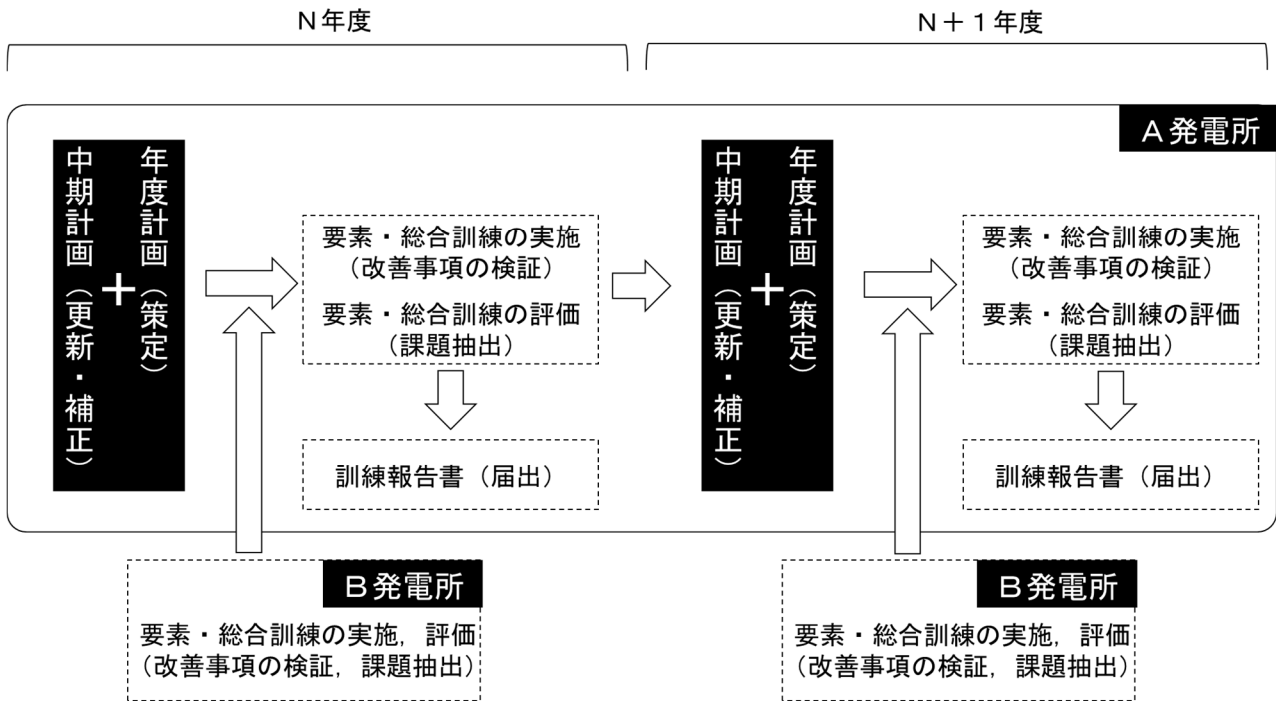 N年度
N+1年度
A発電所
年度計画（策定）
＋
中期計画（更新・補正）
要素・総合訓練の実施
（改善事項の検証）
要素・総合訓練の評価
（課題抽出）
訓練報告書（届出）
年度計画（策定）
＋
中期計画（更新・補正）
要素・総合訓練の実施
（改善事項の検証）
要素・総合訓練の評価
（課題抽出）
訓練報告書（届出）
B発電所
要素・総合訓練の実施，評価
（改善事項の検証，課題抽出）
B発電所
要素・総合訓練の実施，評価
（改善事項の検証，課題抽出）